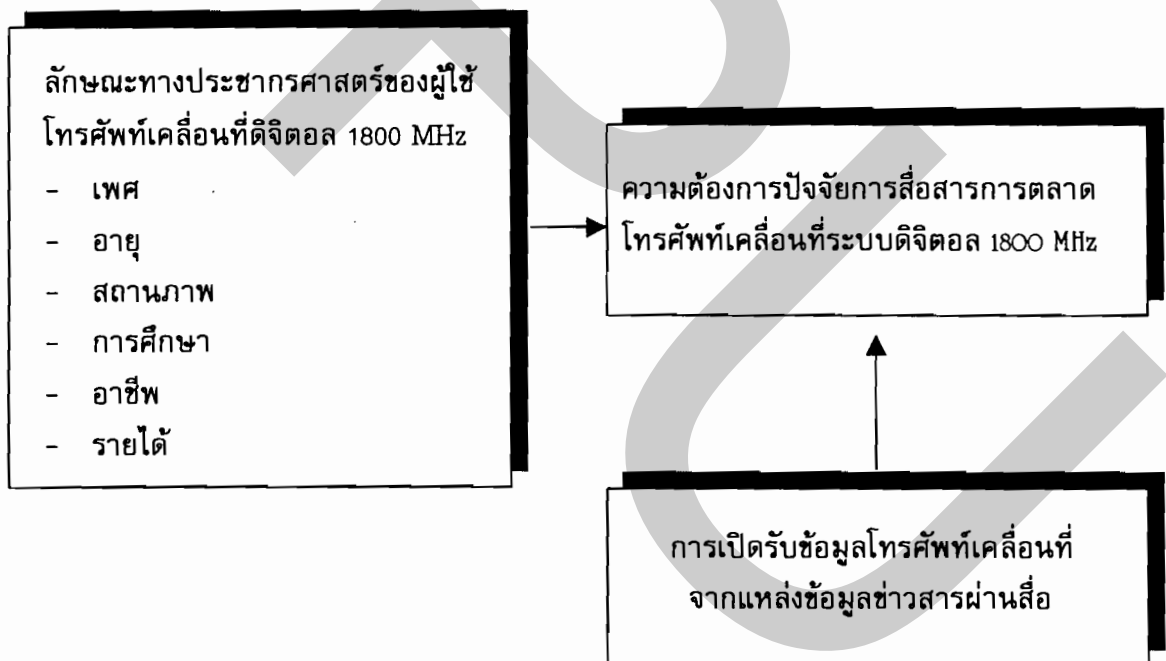 ลักษณะทางประชากรศาสตร์ของผู้ใช้
โทรศัพท์เคลื่อนที่ดิจิตอล 1800 MHz
- เพศ
- อายุ
- สถานภาพ
- การศึกษา
- อาชีพ
- รายได้
ความต้องการปัจจัยการสื่อสารการตลาด
โทรศัพท์เคลื่อนที่ระบบดิจิตอล 1800 MHz
การเปิดรับข้อมูลโทรศัพท์เคลื่อนที่
จากแหล่งข้อมูลข่าวสารผ่านสื่อ